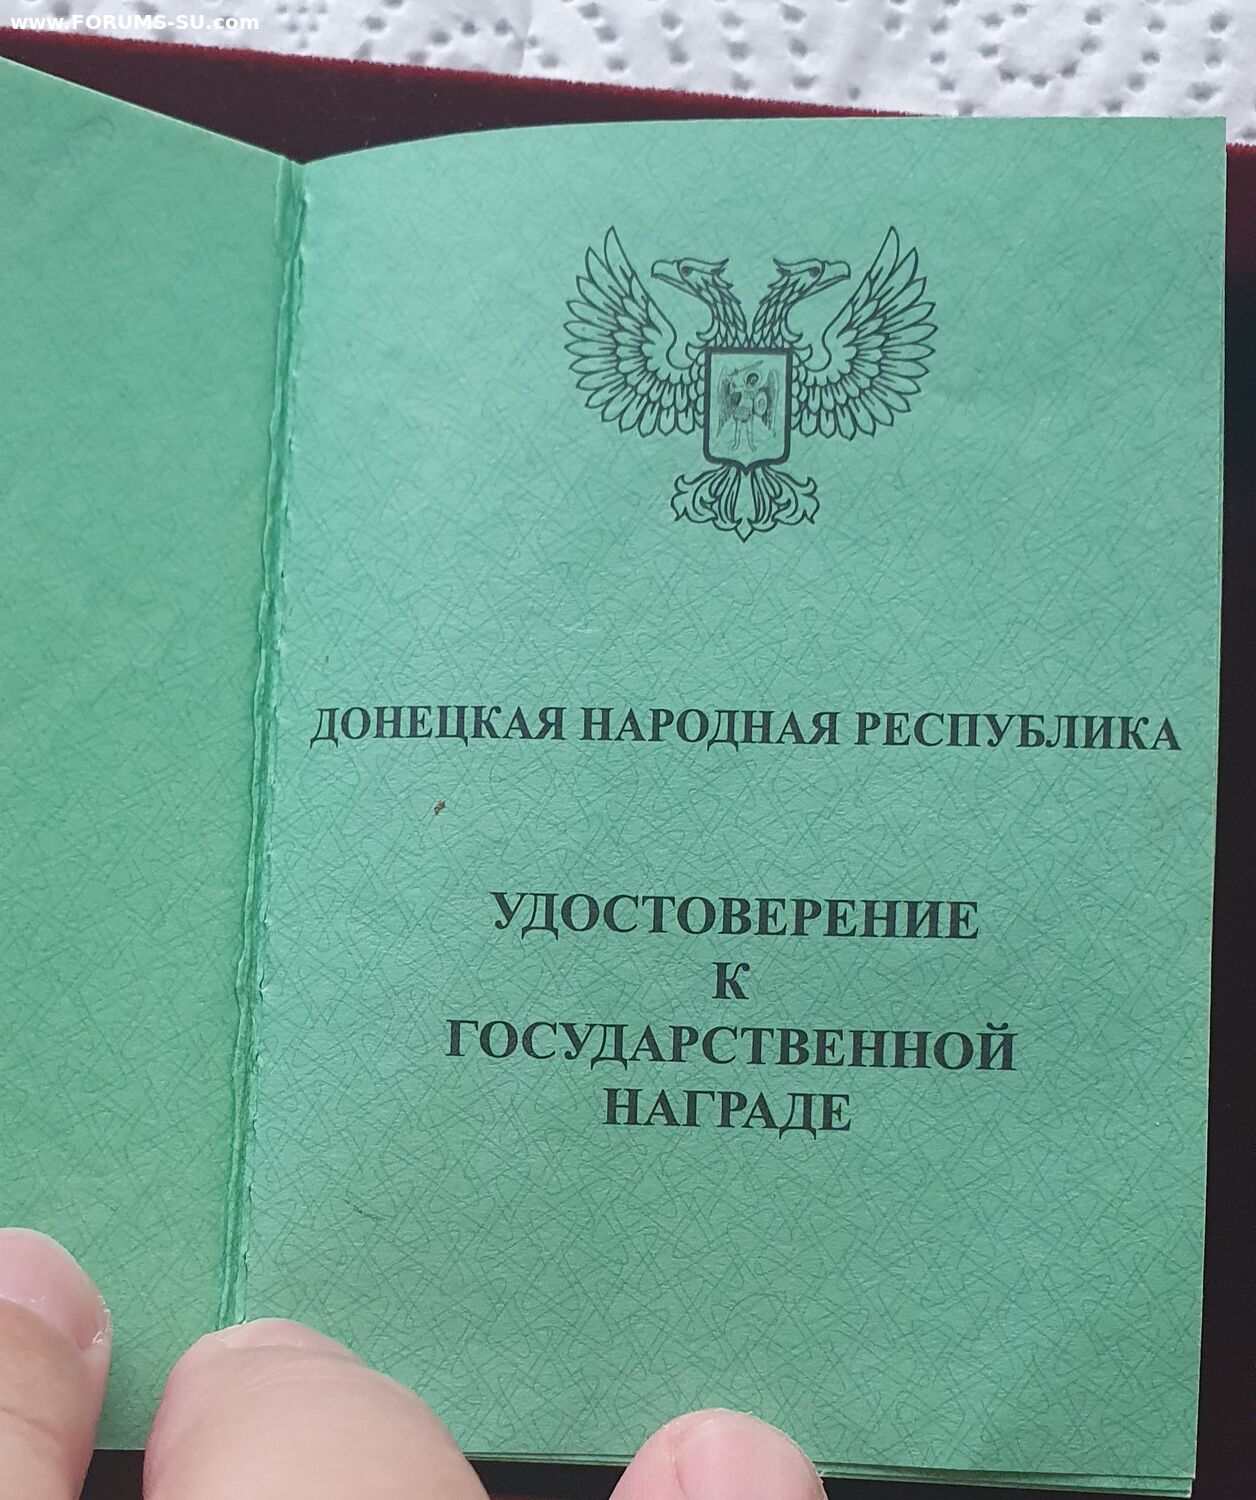 www.FORUMS-SU.com
ДОНЕЦКАЯ НАРОДНАЯ РЕСПУБЛИКА
УДОСТОВЕРЕНИЕ
К
ГОСУДАРСТВЕННОЙ
НАГРАДЕ